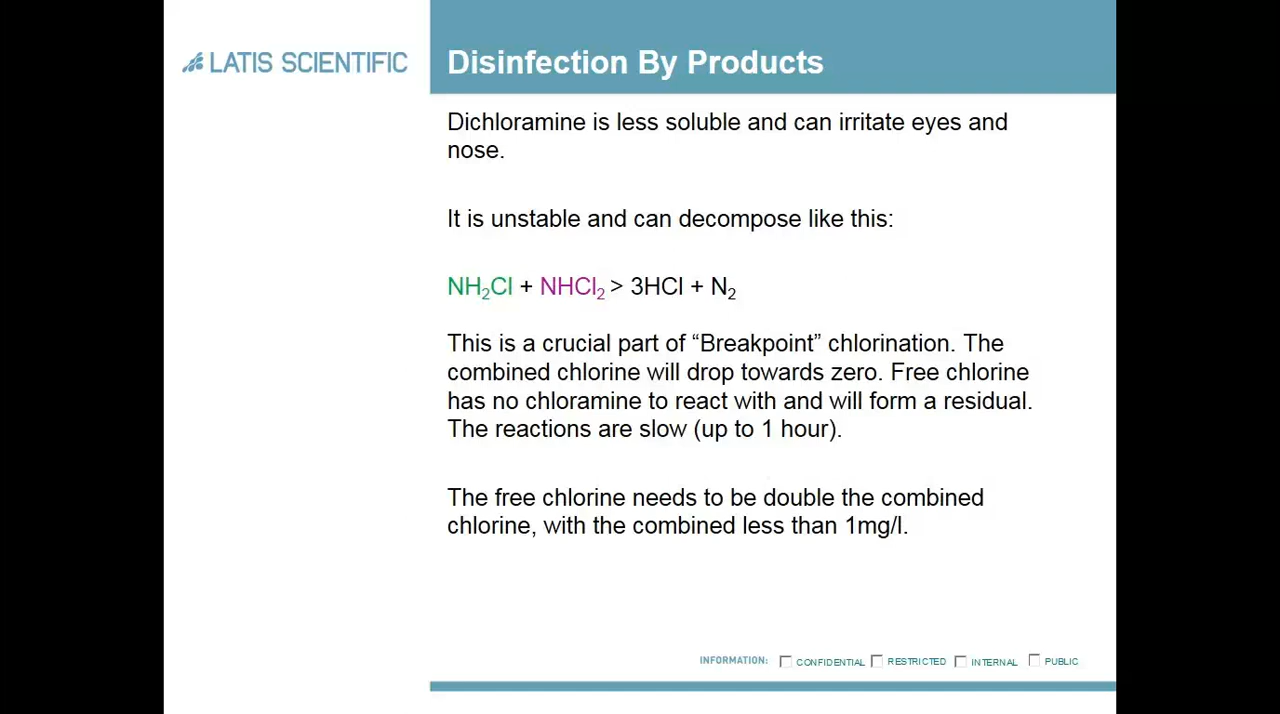 LATIS SCIENTIFIC
Disinfection By Products
Dichloramine is less soluble and can irritate eyes and
nose.
It is unstable and can decompose like this:
NH₂Cl + NHCl₂ > 3HCl + N₂
This is a crucial part of “Breakpoint” chlorination. The
combined chlorine will drop towards zero. Free chlorine
has no chloramine to react with and will form a residual.
The reactions are slow (up to 1 hour).
The free chlorine needs to be double the combined
chlorine, with the combined less than 1mg/l.
INFORMATION: CONFIDENTIAL RESTRICTED INTERNAL PUBLIC